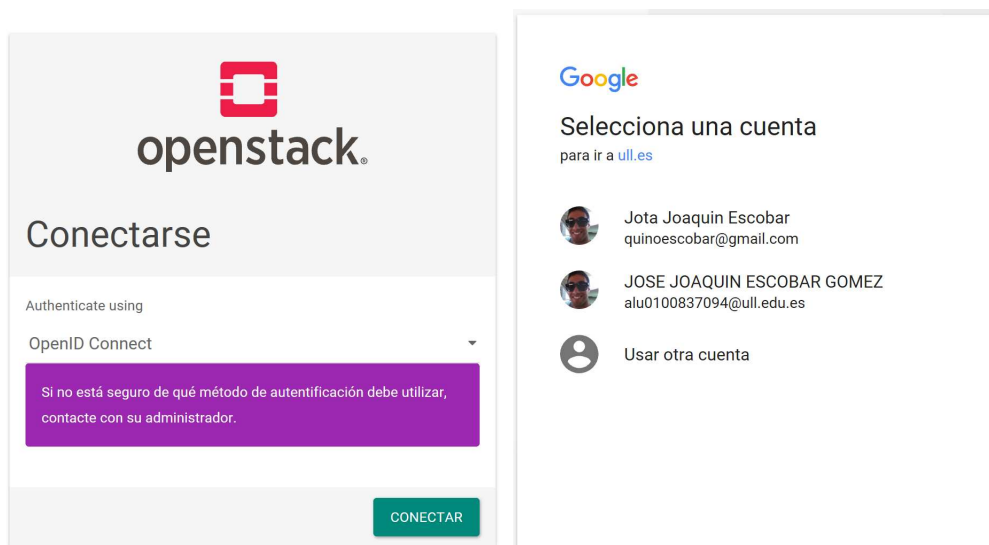 openstack.
Conectarse
Authenticate using
OpenID Connect
Si no está seguro de qué método de autentificación debe utilizar,
contacte con su administrador.
CONECTAR
Google
Selecciona una cuenta
para ir a ull.es
Jota Joaquin Escobar
quinoescobar@gmail.com
JOSE JOAQUIN ESCOBAR GOMEZ
alu0100837094@ull.edu.es
Usar otra cuenta